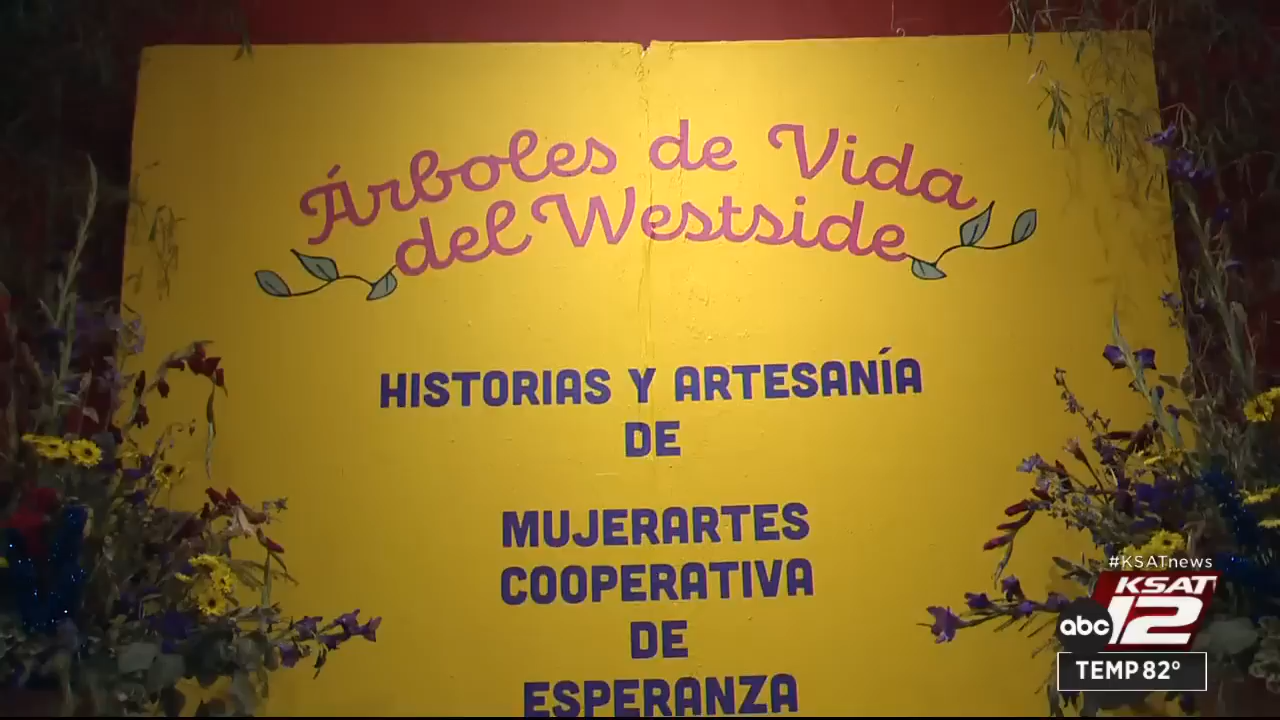 Árboles de Vida
del Westside
HISTORIAS Y ARTESANÍA
DE
MUJERARTES
COOPERATIVA
DE
ESPERANZA
#KSATnews
KSAT
abc 12
TEMP 82°